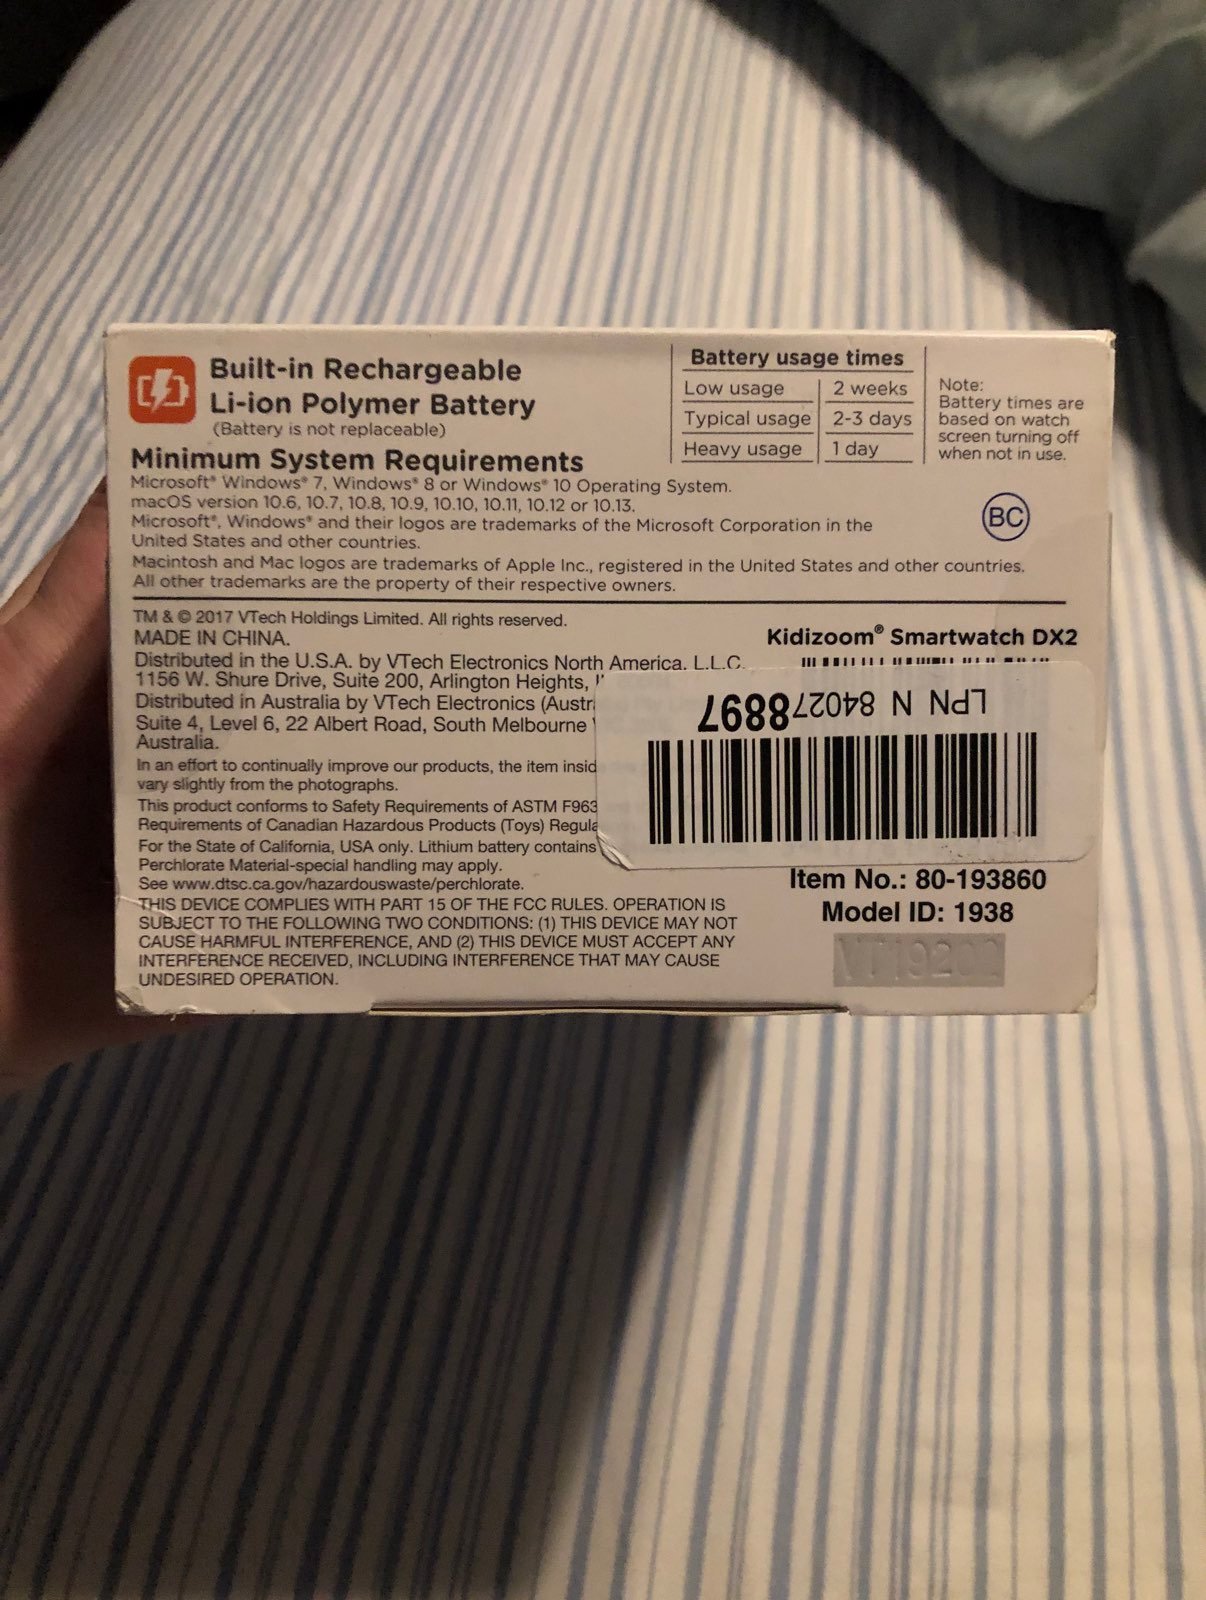 Built-in Rechargeable
Li-ion Polymer Battery
(Battery is not replaceable)
Battery usage times
Low usage 2 weeks
Typical usage 2-3 days
Heavy usage 1 day
Note:
Battery times are
based on watch
screen turning off
when not in use.
Minimum System Requirements
Microsoft® Windows® 7, Windows® 8 or Windows® 10 Operating System.
macOS version 10.6, 10.7, 10.8, 10.9, 10.10, 10.11, 10.12 or 10.13.
Microsoft®, Windows® and their logos are trademarks of the Microsoft Corporation in the
United States and other countries.
Macintosh and Mac logos are trademarks of Apple Inc., registered in the United States and other countries.
All other trademarks are the property of their respective owners.
BC
TM & © 2017 VTech Holdings Limited. All rights reserved.
MADE IN CHINA.
Distributed in the U.S.A. by VTech Electronics North America, L.L.C.
1156 W. Shure Drive, Suite 200, Arlington Heights,
Distributed in Australia by VTech Electronics (Austr
Suite 4, Level 6, 22 Albert Road, South Melbourne
Australia.
In an effort to continually improve our products, the item insid
vary slightly from the photographs.
This product conforms to Safety Requirements of ASTM F963
Requirements of Canadian Hazardous Products (Toys) Regula
For the State of California, USA only. Lithium battery contains
Perchlorate Material-special handling may apply.
See www.dtsc.ca.gov/hazardouswaste/perchlorate.
THIS DEVICE COMPLIES WITH PART 15 OF THE FCC RULES. OPERATION IS
SUBJECT TO THE FOLLOWING TWO CONDITIONS: (1) THIS DEVICE MAY NOT
CAUSE HARMFUL INTERFERENCE, AND (2) THIS DEVICE MUST ACCEPT ANY
INTERFERENCE RECEIVED, INCLUDING INTERFERENCE THAT MAY CAUSE
UNDESIRED OPERATION.
Kidizoom® Smartwatch DX2
LPN N 840278897
Item No.: 80-193860
Model ID: 1938